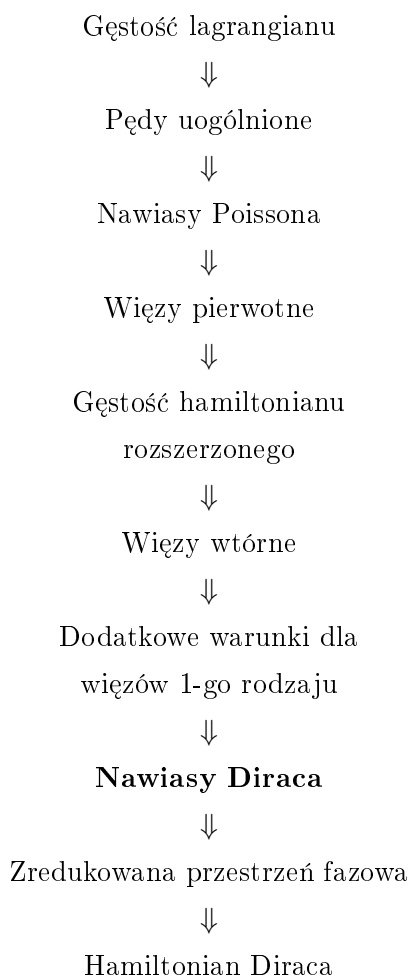 Gęstość lagrangianu
⇓
Pędy uogólnione
⇓
Nawiasy Poissona
⇓
Więzy pierwotne
⇓
Gęstość hamiltonianu
rozszerzonego
⇓
Więzy wtórne
⇓
Dodatkowe warunki dla
więzów 1-go rodzaju
⇓
Nawiasy Diraca
⇓
Zredukowana przestrzeń fazowa
⇓
Hamiltonian Diraca